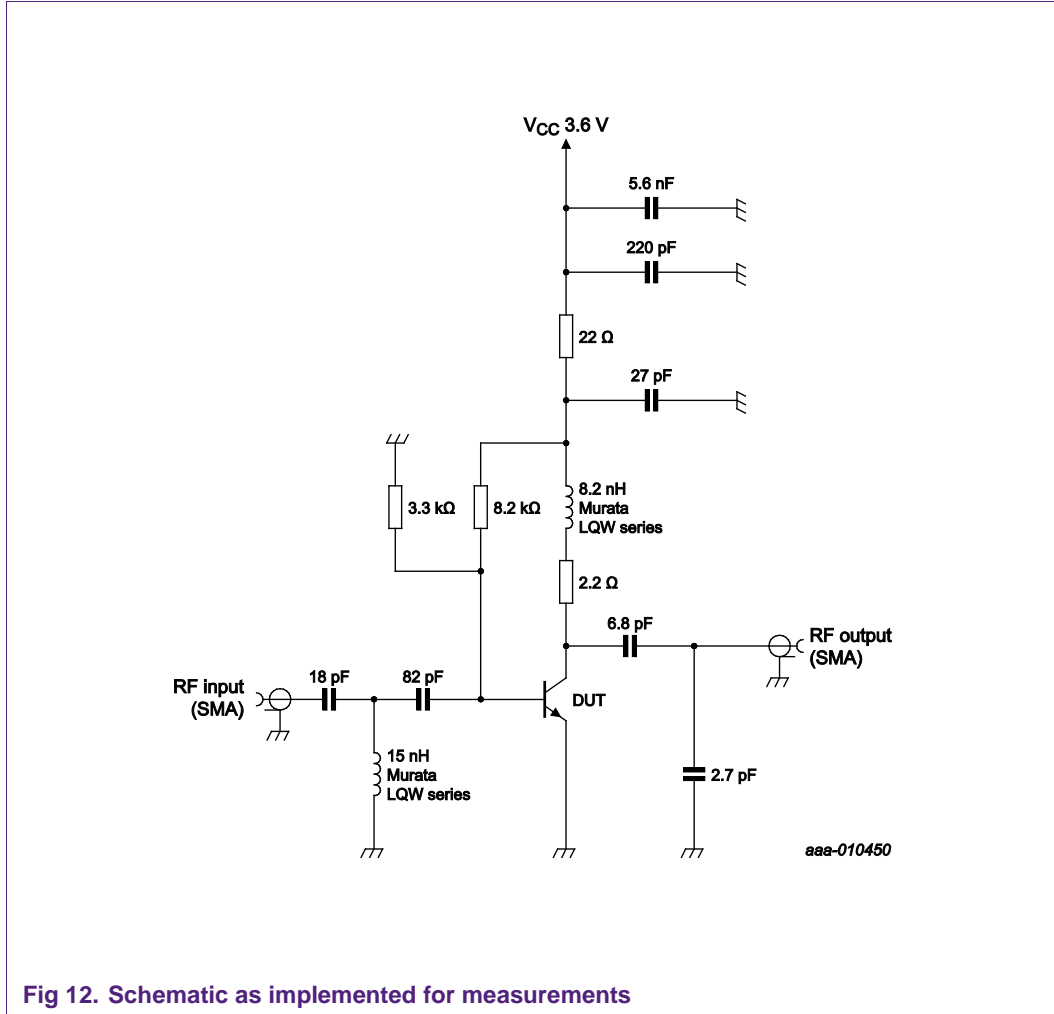 VCC 3.6 V
5.6 nF
220 pF
22 Ω
27 pF
3.3 kΩ
8.2 kΩ
8.2 nH
Murata
LQW series
2.2 Ω
6.8 pF
RF output
(SMA)
RF input
(SMA)
18 pF
82 pF
DUT
15 nH
Murata
LQW series
2.7 pF
aaa-010450
Fig 12. Schematic as implemented for measurements